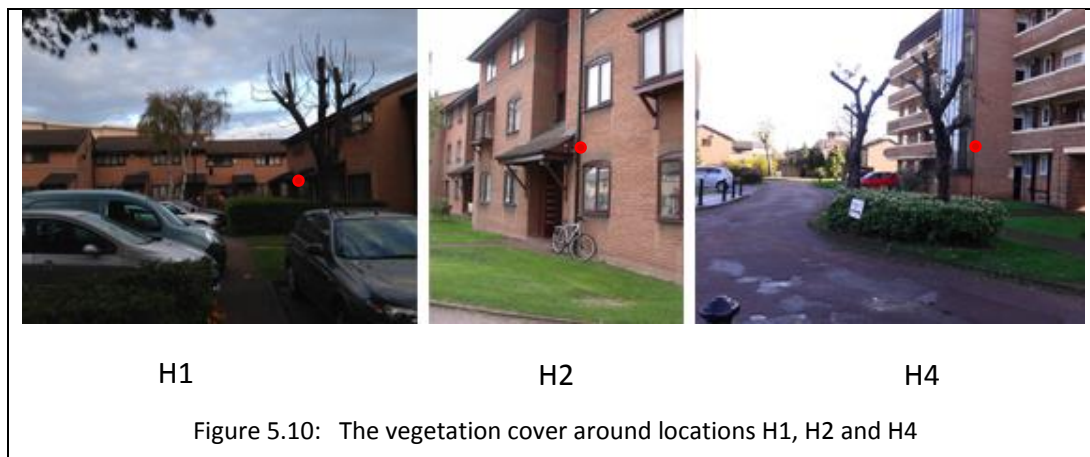 H1
H2
H4
Figure 5.10: The vegetation cover around locations H1, H2 and H4